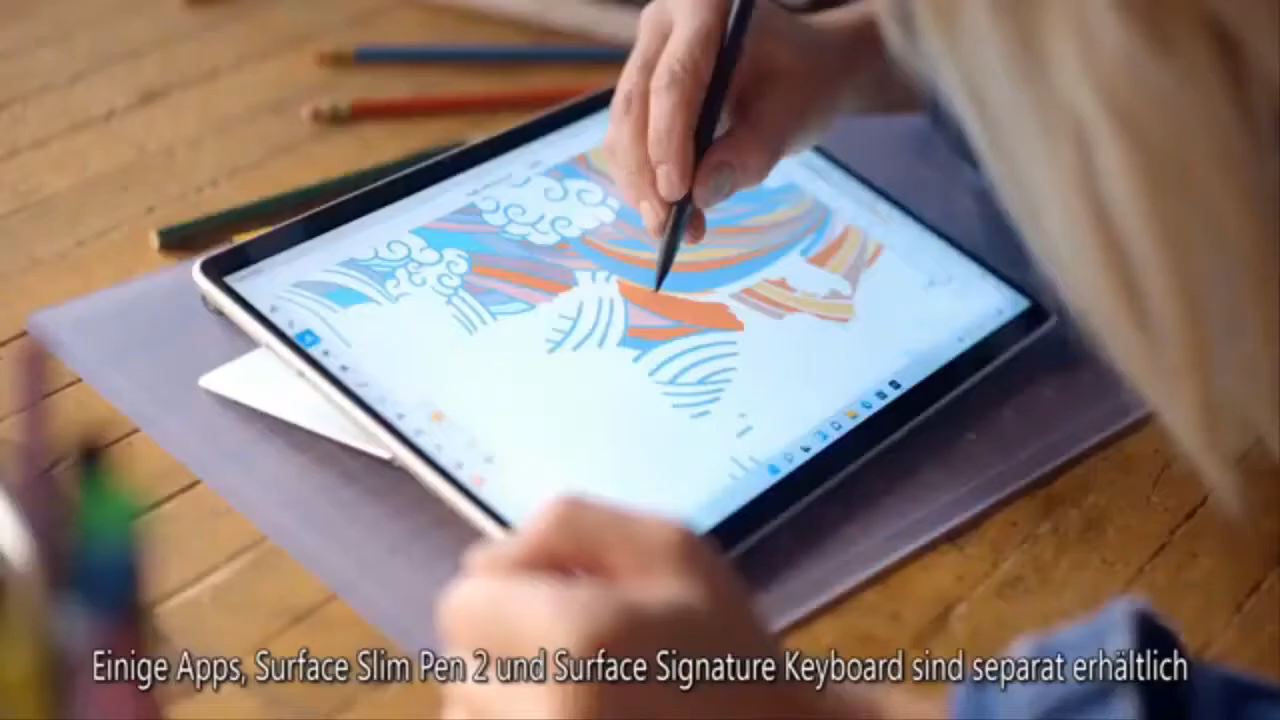 Einige Apps, Surface Slim Pen 2 und Surface Signature Keyboard sind separat erhältlich